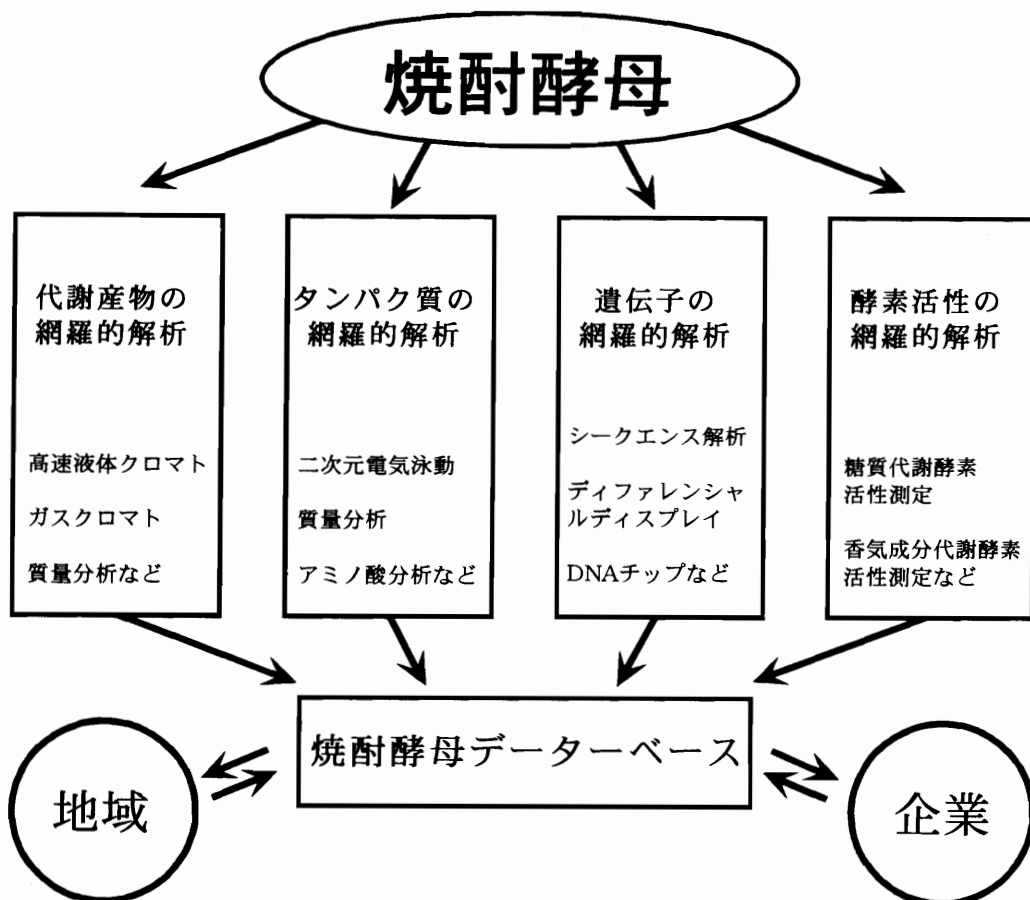 焼酎酵母
代謝産物の
網羅的解析
高速液体クロマト
ガスクロマト
質量分析など
タンパク質の
網羅的解析
二次元電気泳動
質量分析
アミノ酸分析など
遺伝子の
網羅的解析
シークエンス解析
ディファレンシャ
ルディスプレイ
DNAチップなど
酵素活性の
網羅的解析
糖質代謝酵素
活性測定
香気成分代謝酵素
活性測定など
焼酎酵母データーベース
地域
企業